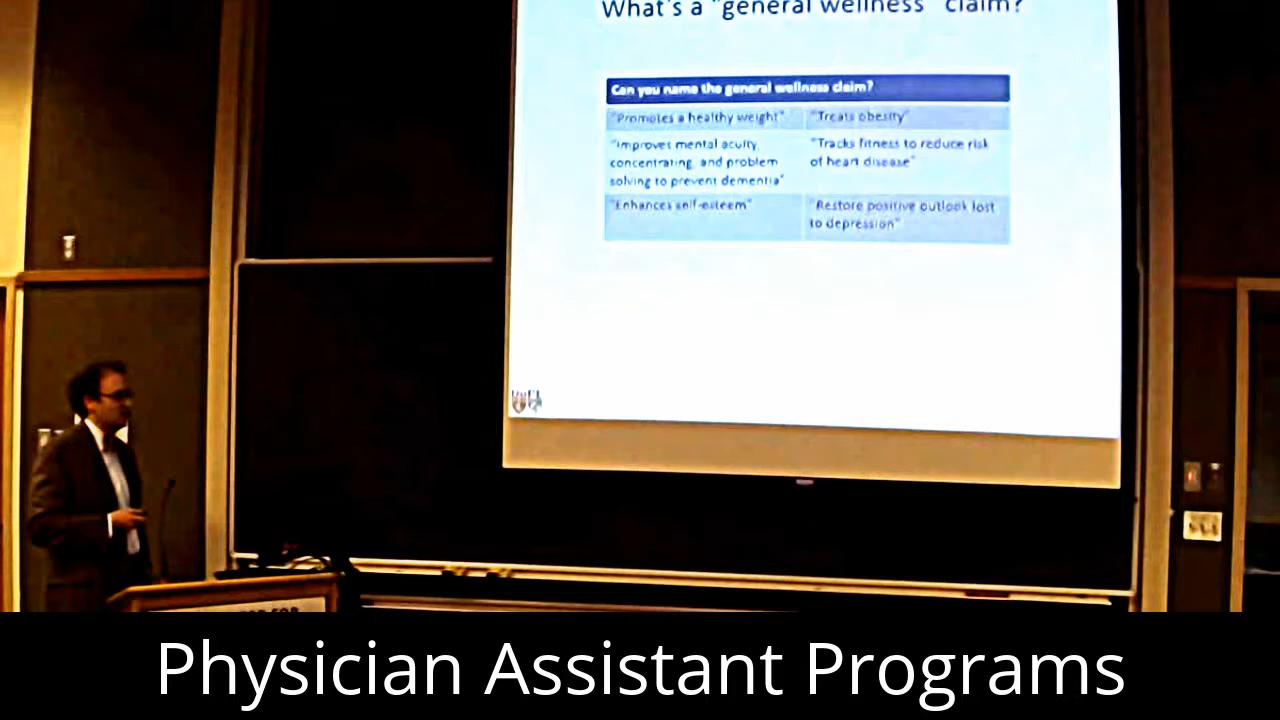 What's a "general wellness" claim?
Can you name the general wellness claim?
"Promotes a healthy weight" "Treats obesity"
"Improves mental acuity, "Tracks fitness to reduce risk
concentrating, and problem of heart disease"
solving to prevent dementia"
"Enhances self-esteem" "Restore positive outlook lost
to depression"
Physician Assistant Programs